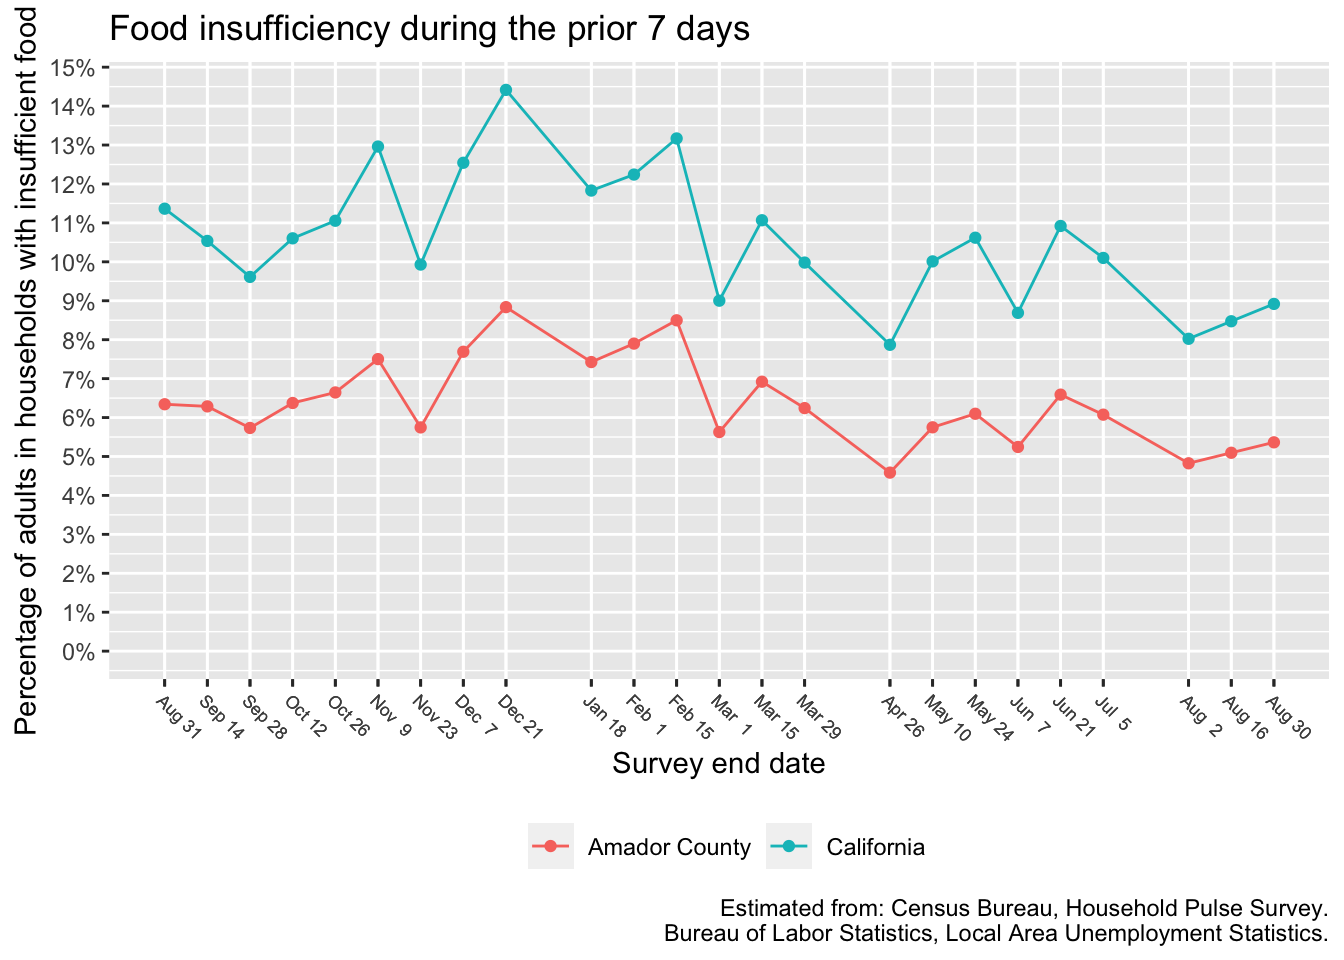 Food insufficiency during the prior 7 days
Percentage of adults in households with insufficient food
15%
14%
13%
12%
11%
10%
9%
8%
7%
6%
5%
4%
3%
2%
1%
0%
Aug 31
Sep 14
Sep 28
Oct 12
Oct 26
Nov 9
Nov 23
Dec 7
Dec 21
Jan 18
Feb 1
Feb 15
Mar 1
Mar 15
Mar 29
Apr 26
May 10
May 24
Jun 7
Jun 21
Jul 5
Aug 2
Aug 16
Aug 30
Survey end date
Amador County
California
Estimated from: Census Bureau, Household Pulse Survey.
Bureau of Labor Statistics, Local Area Unemployment Statistics.